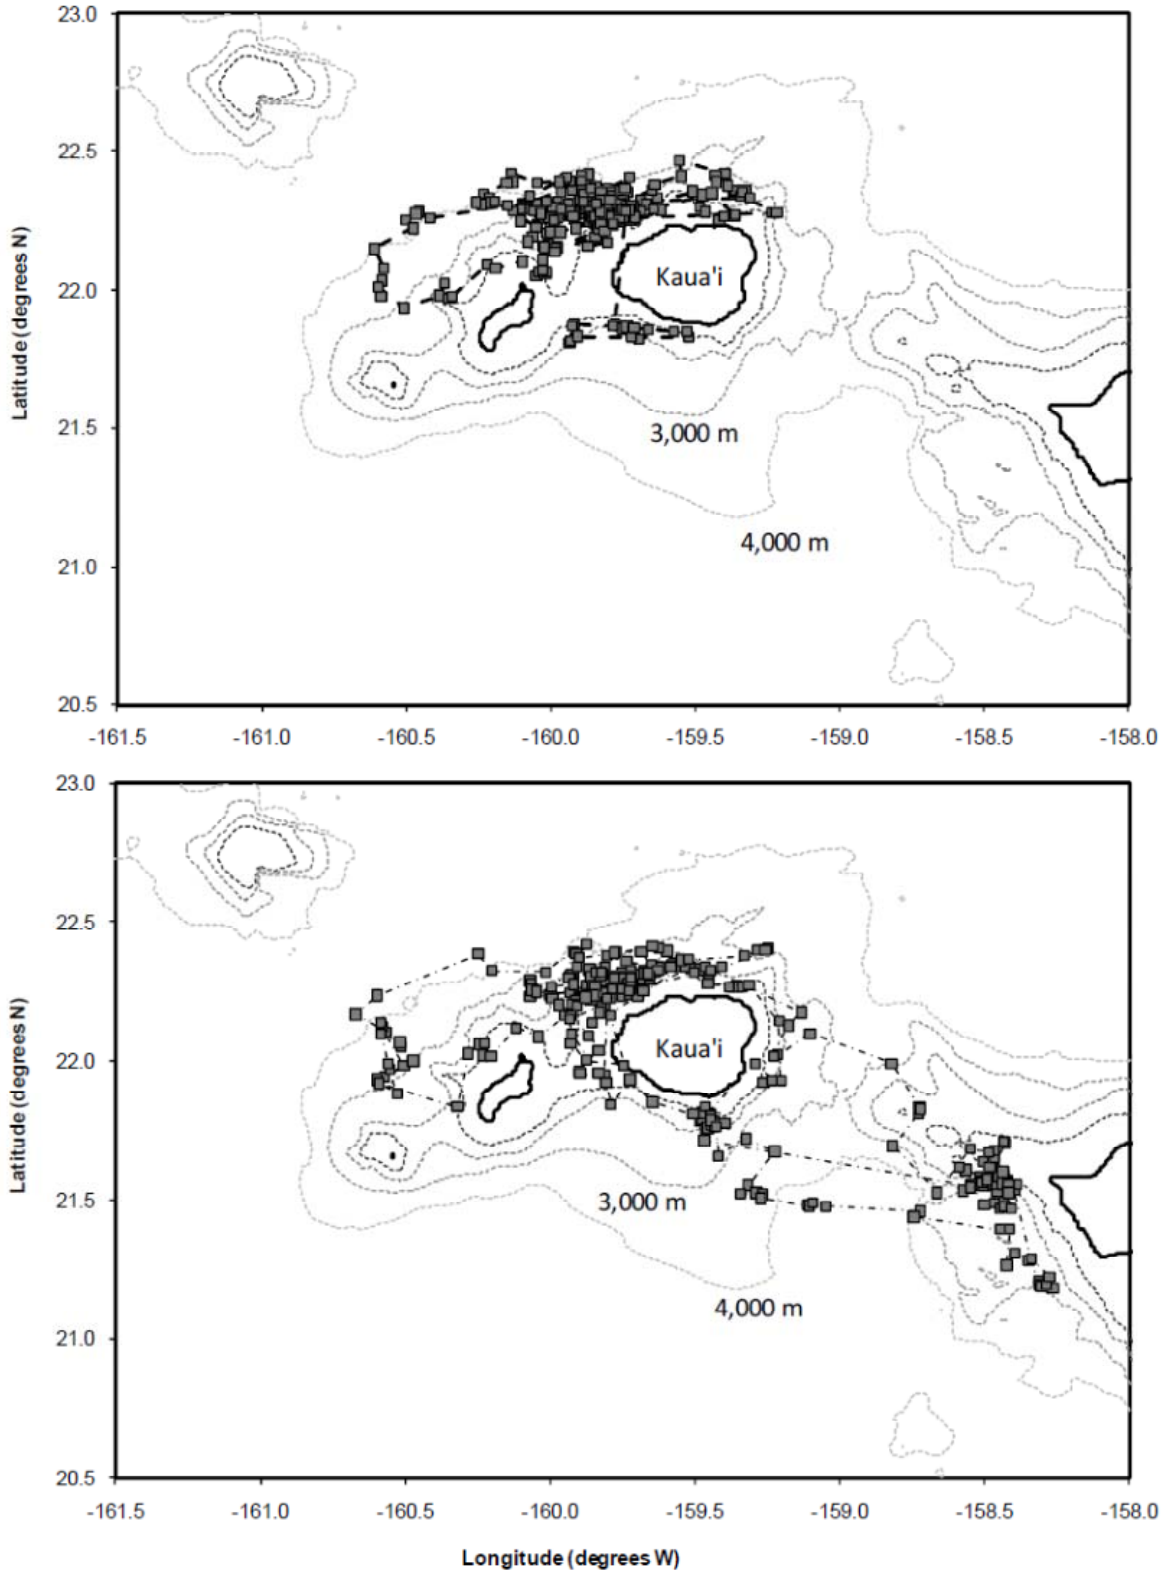 23.0
22.5
22.0
21.5
21.0
20.5
Latitude (degrees N)
Kaua'i
3,000 m
4,000 m
-161.5 -161.0 -160.5 -160.0 -159.5 -159.0 -158.5 -158.0
23.0
22.5
22.0
21.5
21.0
20.5
Latitude (degrees N)
Kaua'i
3,000 m
4,000 m
-161.5 -161.0 -160.5 -160.0 -159.5 -159.0 -158.5 -158.0
Longitude (degrees W)